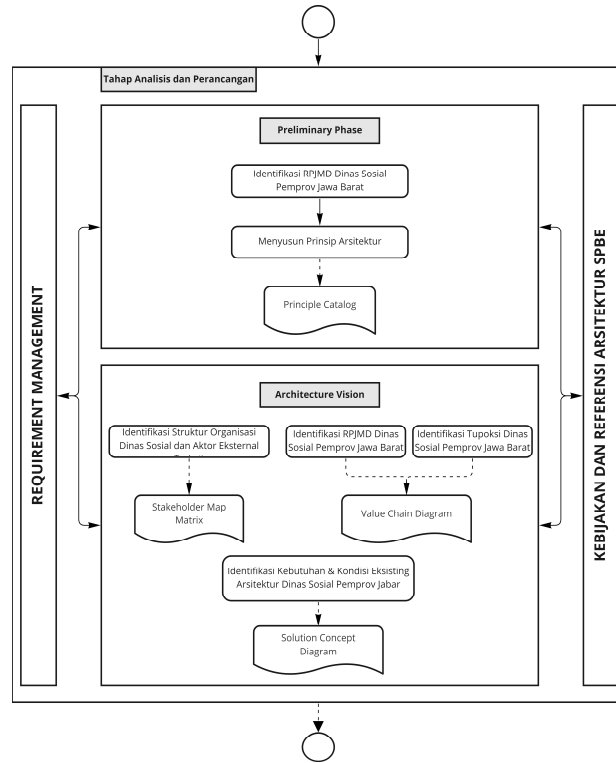 Tahap Analisis dan Perancangan
Preliminary Phase
Identifikasi RPJMD Dinas Sosial
Pemprov Jawa Barat
Menyusun Prinsip Arsitektur
Principle Catalog
REQUIREMENT MANAGEMENT
KEBIJAKAN DAN REFERENSI ARSITEKTUR SPBE
Architecture Vision
Identifikasi Struktur Organisasi
Dinas Sosial dan Aktor Eksternal
Identifikasi RPJMD Dinas
Sosial Pemprov Jawa Barat
Identifikasi Tupoksi Dinas
Sosial Pemprov Jawa Barat
Stakeholder Map
Matrix
Value Chain Diagram
Identifikasi Kebutuhan & Kondisi Eksisting
Arsitektur Dinas Sosial Pemprov Jabar
Solution Concept
Diagram